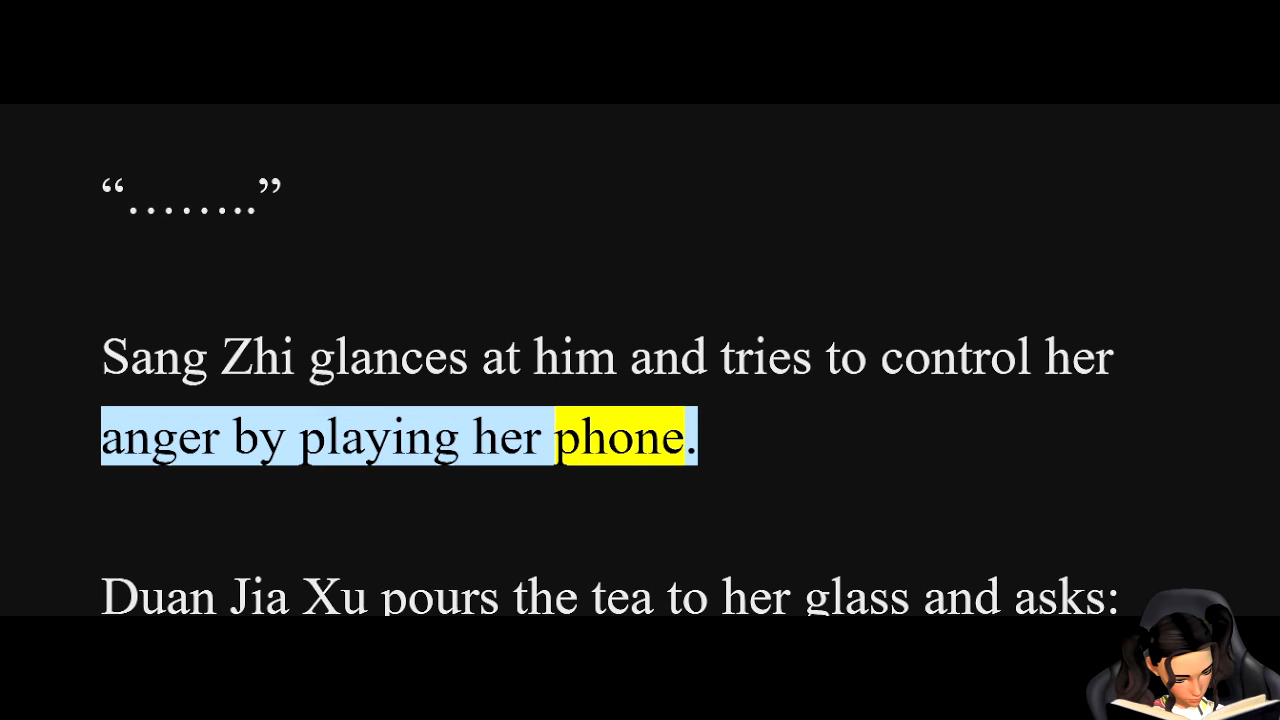 “……..”
Sang Zhi glances at him and tries to control her
anger by playing her phone.
Duan Jia Xu pours the tea to her glass and asks: